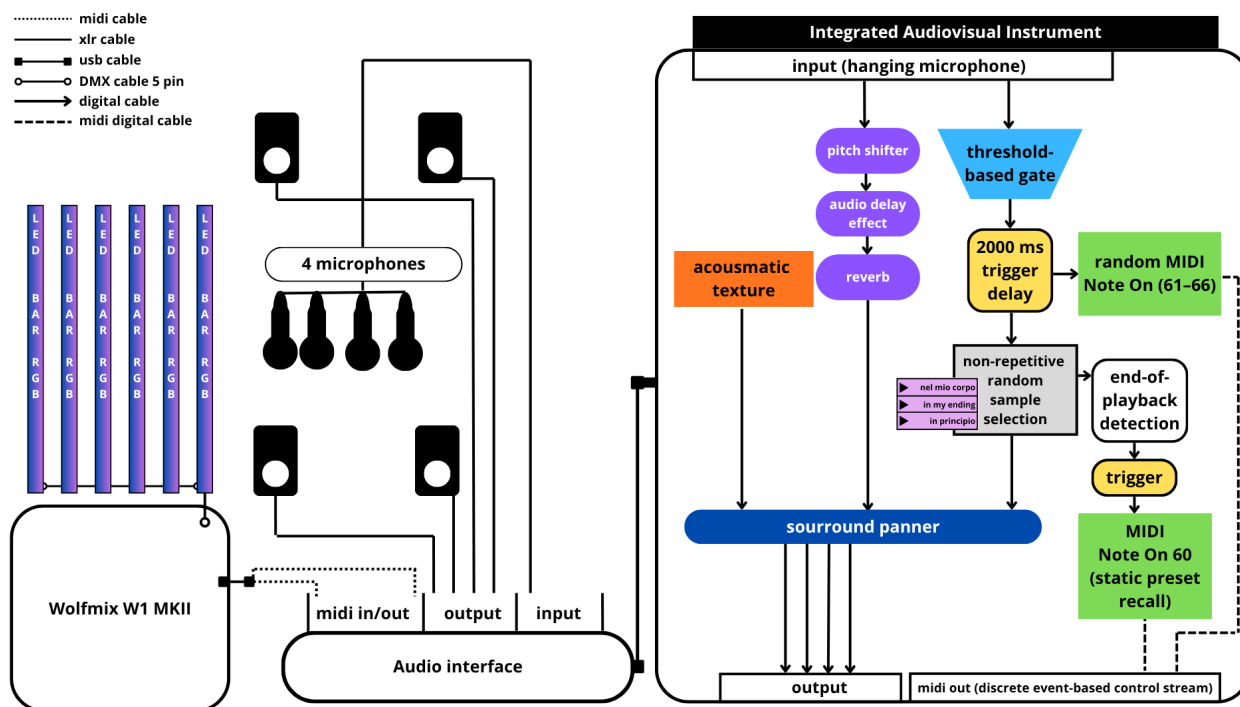 midi cable
xlr cable
usb cable
DMX cable 5 pin
digital cable
midi digital cable
LED BAR RGB
LED BAR RGB
LED BAR RGB
LED BAR RGB
LED BAR RGB
LED BAR RGB
Wolfmix W1 MKII
4 microphones
midi in/out
output
input
Audio interface
Integrated Audiovisual Instrument
input (hanging microphone)
pitch shifter
audio delay
effect
reverb
acousmatic
texture
threshold-
based gate
2000 ms
trigger
delay
random MIDI
Note On (61–66)
non-repetitive
random
sample
selection
nel mio corpo
in my ending
in principio
end-of-
playback
detection
trigger
MIDI
Note On 60
(static preset
recall)
sourround panner
output
midi out (discrete event-based control stream)